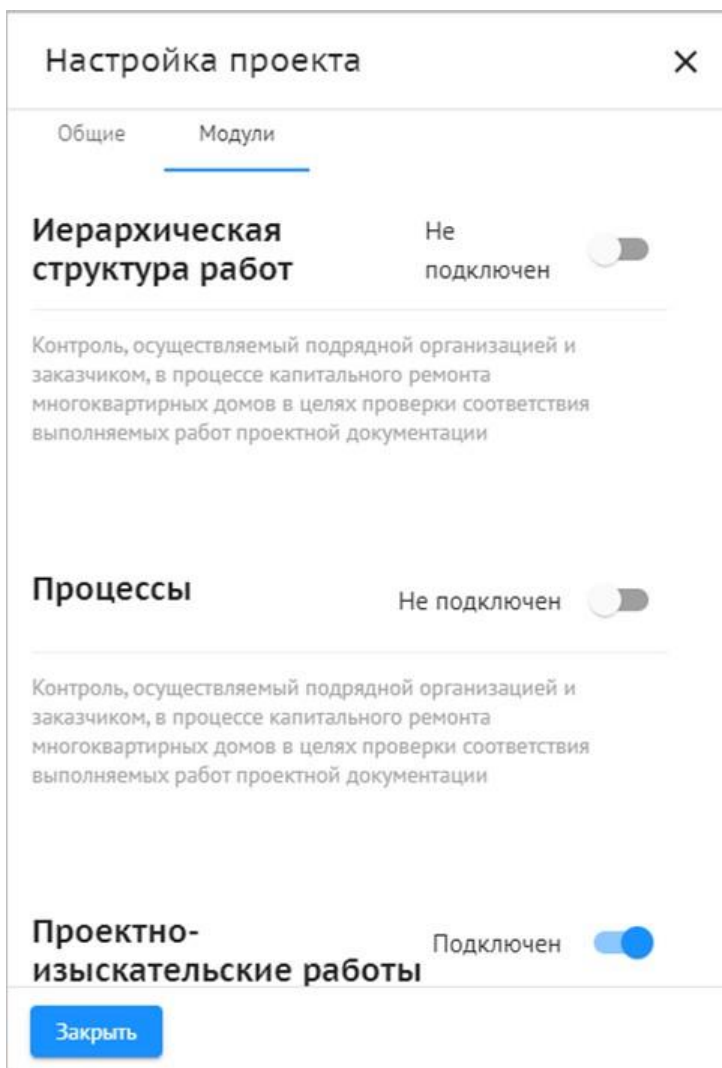 Настройка проекта
Общие
Модули
Иерархическая
структура работ
Не
подключен
Контроль, осуществляемый подрядной организацией и
заказчиком, в процессе капитального ремонта
многоквартирных домов в целях проверки соответствия
выполняемых работ проектной документации
Процессы
Не подключен
Контроль, осуществляемый подрядной организацией и
заказчиком, в процессе капитального ремонта
многоквартирных домов в целях проверки соответствия
выполняемых работ проектной документации
Проектно-
изыскательские работы
Подключен
Закрыть